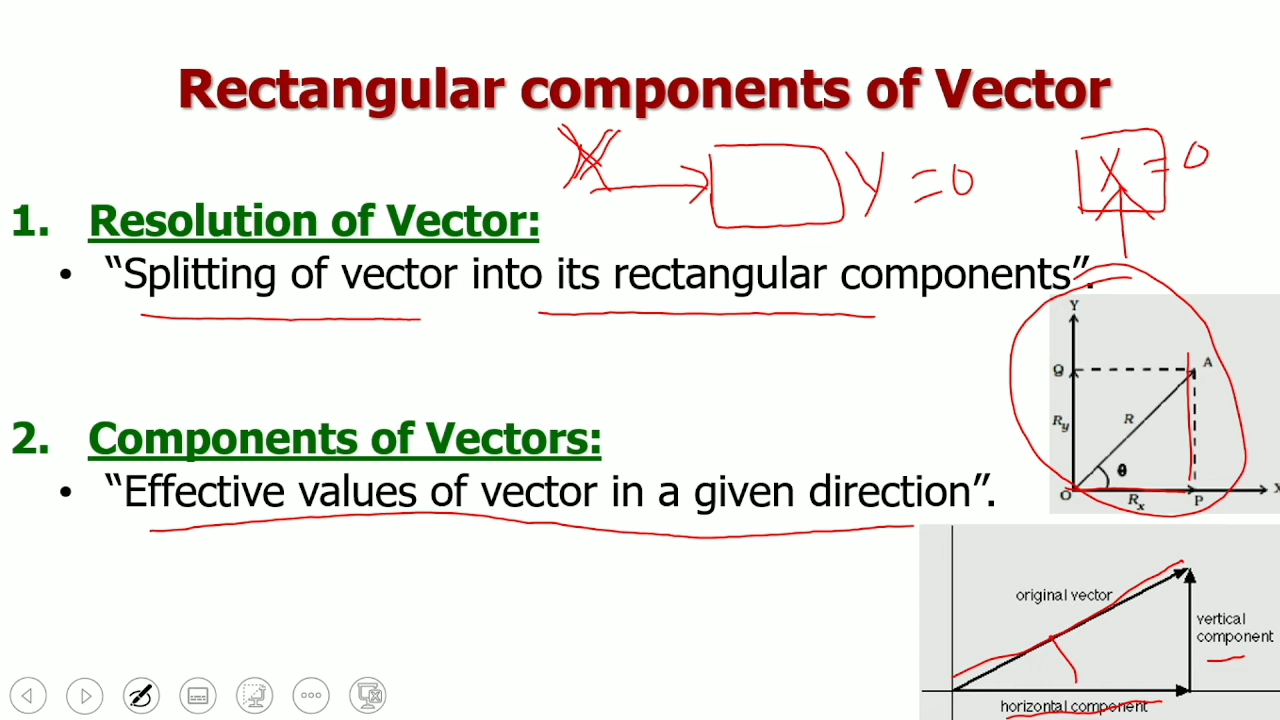 Rectangular components of Vector
X Y = 0 X = 0
1. Resolution of Vector:
• “Splitting of vector into its rectangular components”.
Y
Q A
Ry R
θ
O Rx P X
2. Components of Vectors:
• “Effective values of vector in a given direction”.
original vector
vertical
component
horizontal component